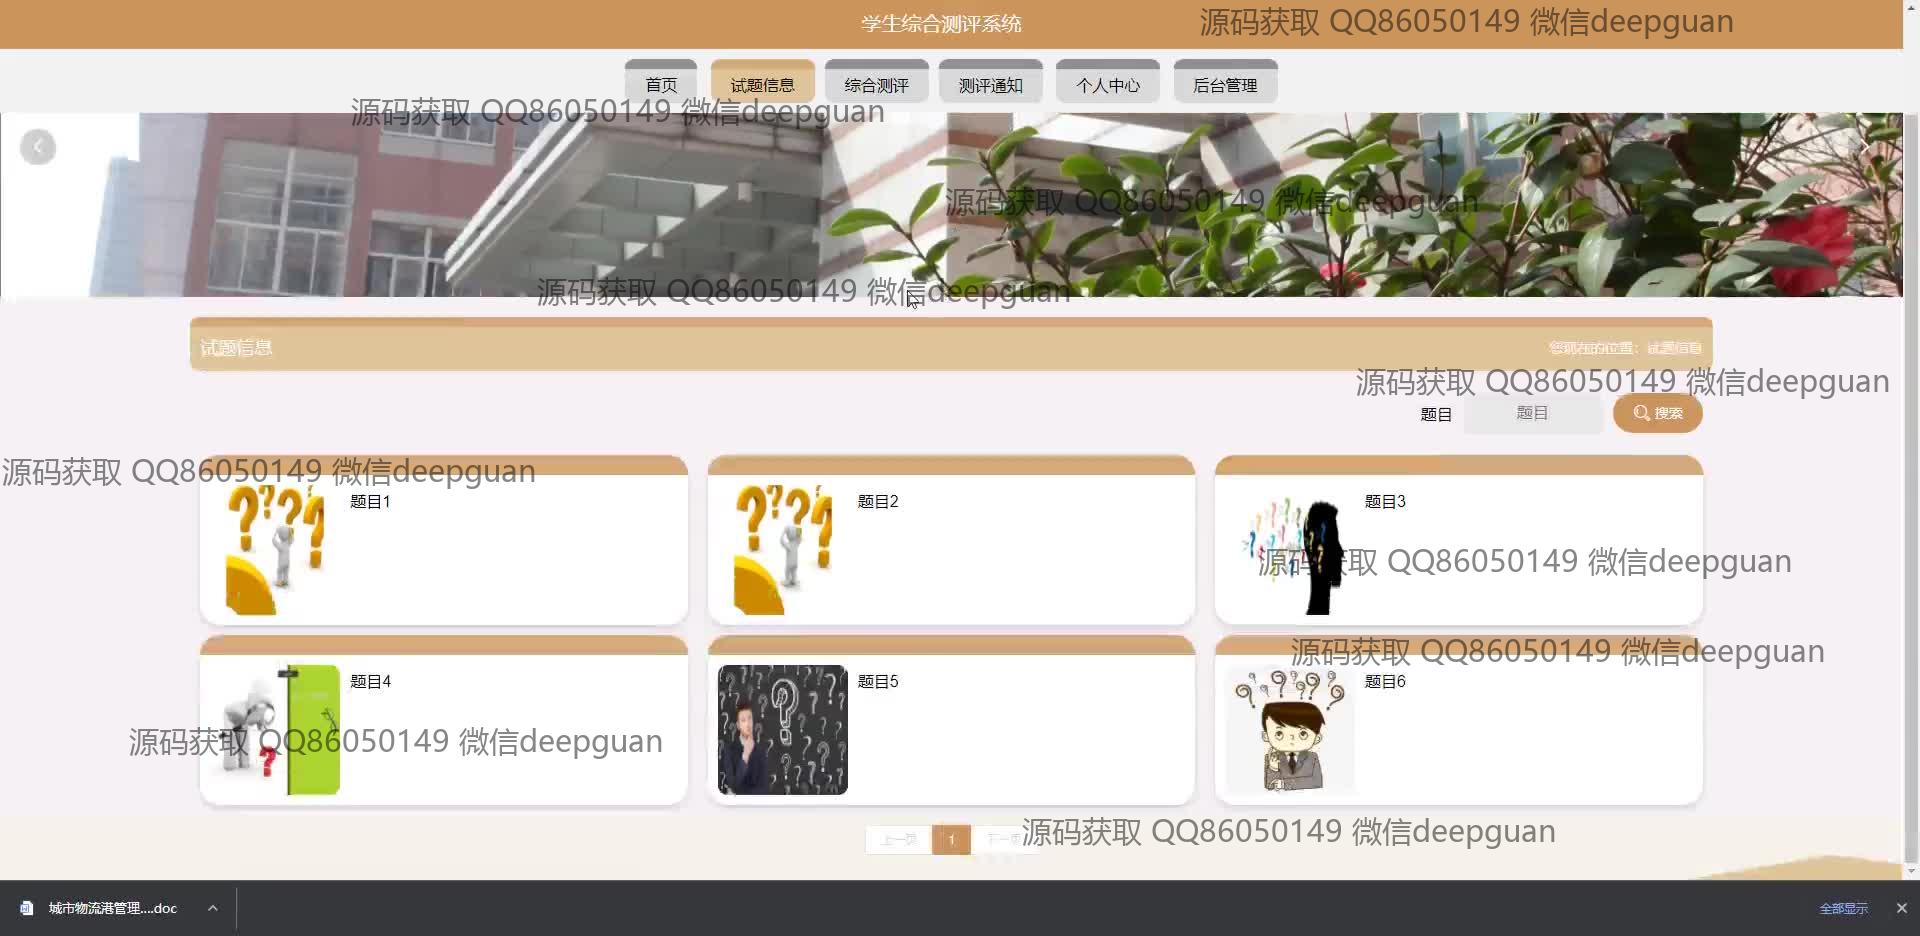 学生综合测评系统
源码获取 QQ86050149 微信deepguan
首页
试题信息
综合测评
测评通知
个人中心
后台管理
源码获取 QQ86050149 微信deepguan
源码获取 QQ86050149 微信deepguan
源码获取 QQ86050149 微信deepguan
试题信息
您现在的位置：试题信息
源码获取 QQ86050149 微信deepguan
题目
题目
搜索
源码获取 QQ86050149 微信deepguan
题目1
题目2
题目3
源码获取 QQ86050149 微信deepguan
源码获取 QQ86050149 微信deepguan
题目4
题目5
题目6
源码获取 QQ86050149 微信deepguan
上一页
1
下一页
源码获取 QQ86050149 微信deepguan
城市物流港管理....doc
全部显示